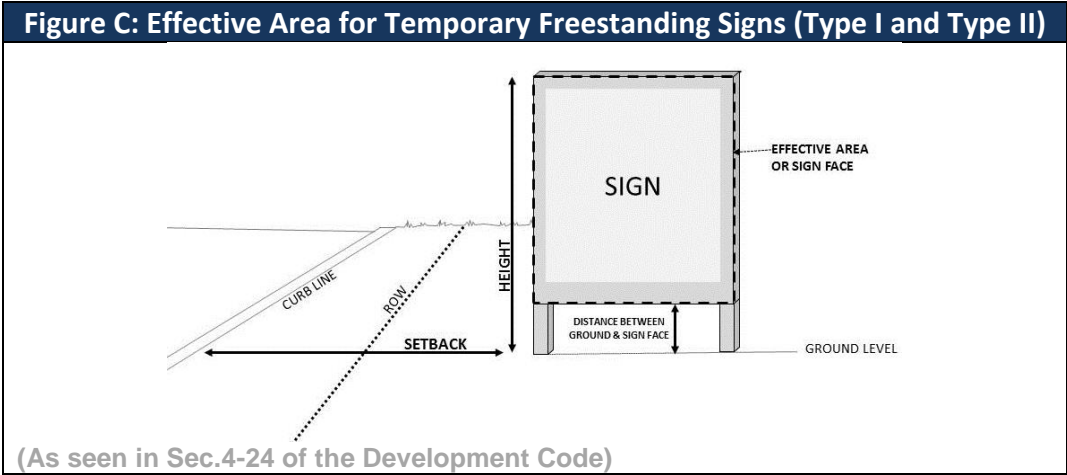 Figure C: Effective Area for Temporary Freestanding Signs (Type I and Type II)
EFFECTIVE AREA
OR SIGN FACE
SIGN
HEIGHT
CURB LINE
ROW
DISTANCE BETWEEN
GROUND & SIGN FACE
SETBACK
GROUND LEVEL
(As seen in Sec.4-24 of the Development Code)